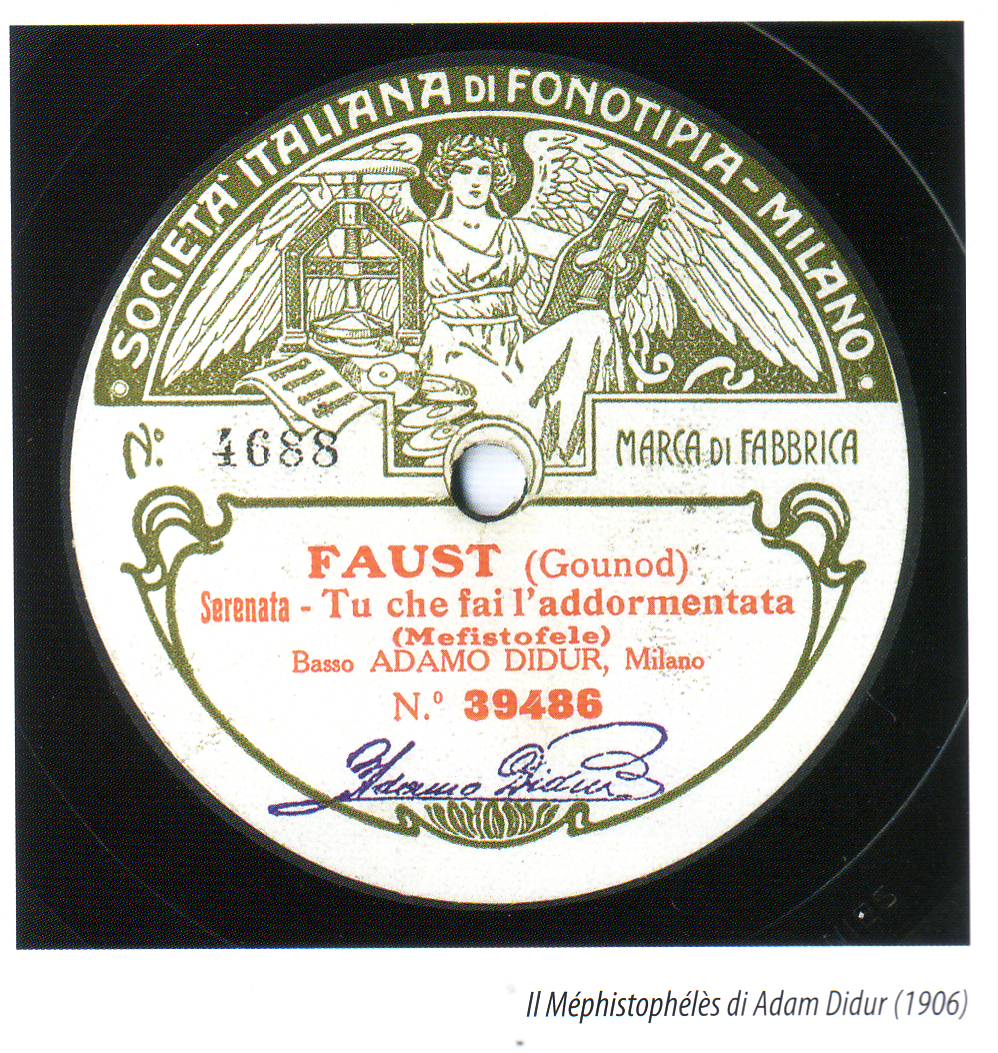 SOCIETÀ ITALIANA DI FONOTIPIA - MILANO
Nº: 4688
MARCA DI FABBRICA
FAUST (Gounod)
Serenata - Tu che fai l'addormentata
(Mefistofele)
Basso ADAMO DIDUR, Milano
N.º 39486
Adamo Didur
Il Méphistophélès di Adam Didur (1906)